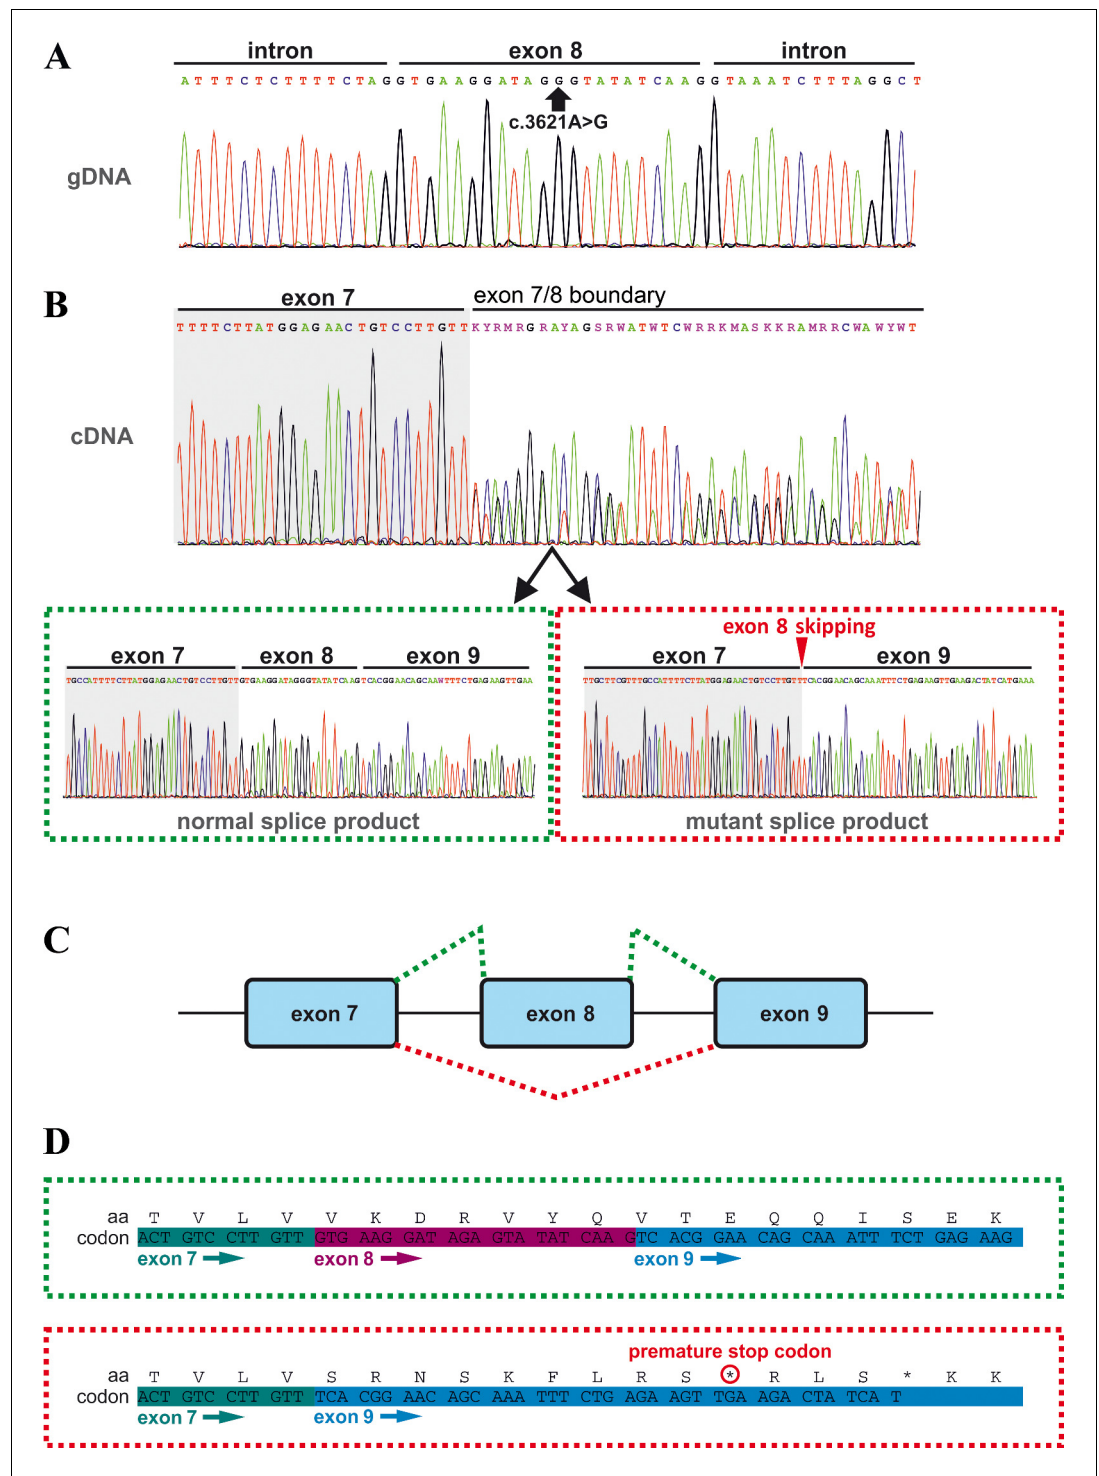 A
intron exon 8 intron
ATTTCTCTTTTCTAGGTGAAGGATAGGGTATATCAAGGTAAATCTTTAGGCT
c.3621A>G
gDNA
B
exon 7 exon 7/8 boundary
TTTTCTTATGGAGAACTGTCCTTGTTKYRMRGRAYAGSRWATWTCWRRKMASKKRAMRRCWAWYWT
cDNA
exon 8 skipping
exon 7 exon 8 exon 9
TGCCATTTTCTTATGGAGAACTGTCCTTGTTGTGAAGGATAGGGTATATCAAGTCACGGAACAGCAAWTTTCTGAGAAGTTGAA
normal splice product
exon 7 exon 9
TTGCTTCGTTTGCCATTTTCTTATGGAGAACTGTCCTTGTTTCACGGAACAGCAAATTTCTGAGAAGTTGAAGACTATCATGAAA
mutant splice product
C
exon 7 exon 8 exon 9
D
aa T V L V V K D R V Y Q V T E Q Q I S E K
codon ACT GTC CTT GTT GTG AAG GAT AGA GTA TAT CAA GTC ACG GAA CAG CAA ATT TCT GAG AAG
exon 7 exon 8 exon 9
premature stop codon
aa T V L V S R N S K F L R S * R L S * K K
codon ACT GTC CTT GTT TCA CGG AAC AGC AAA TTT CTG AGA AGT TGA AGA CTA TCA T
exon 7 exon 9